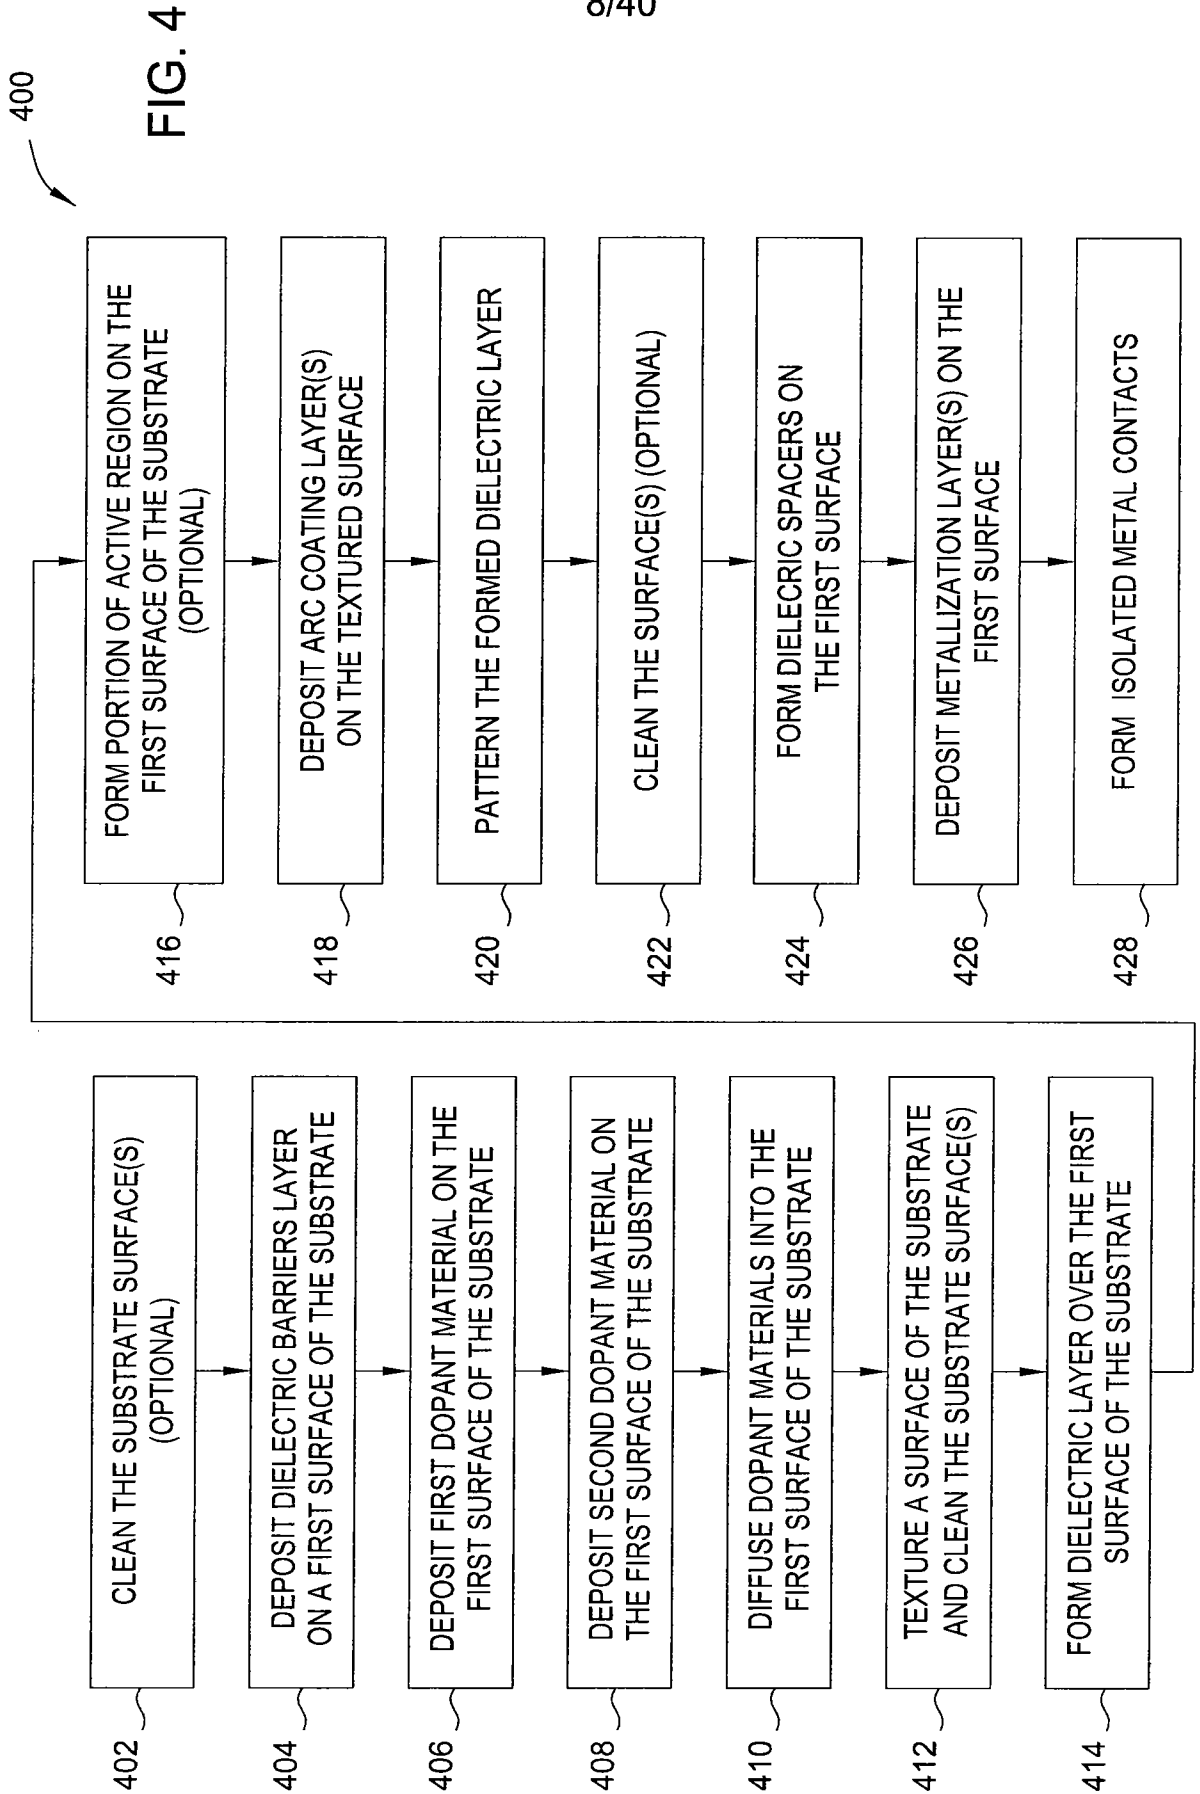 8/40
FIG. 4
400
402
CLEAN THE SUBSTRATE SURFACE(S)
(OPTIONAL)
404
DEPOSIT DIELECTRIC BARRIERS LAYER
ON A FIRST SURFACE OF THE SUBSTRATE
406
DEPOSIT FIRST DOPANT MATERIAL ON THE
FIRST SURFACE OF THE SUBSTRATE
408
DEPOSIT SECOND DOPANT MATERIAL ON
THE FIRST SURFACE OF THE SUBSTRATE
410
DIFFUSE DOPANT MATERIALS INTO THE
FIRST SURFACE OF THE SUBSTRATE
412
TEXTURE A SURFACE OF THE SUBSTRATE
AND CLEAN THE SUBSTRATE SURFACE(S)
414
FORM DIELECTRIC LAYER OVER THE FIRST
SURFACE OF THE SUBSTRATE
416
FORM PORTION OF ACTIVE REGION ON THE
FIRST SURFACE OF THE SUBSTRATE
(OPTIONAL)
418
DEPOSIT ARC COATING LAYER(S)
ON THE TEXTURED SURFACE
420
PATTERN THE FORMED DIELECTRIC LAYER
422
CLEAN THE SURFACE(S) (OPTIONAL)
424
FORM DIELECRIC SPACERS ON
THE FIRST SURFACE
426
DEPOSIT METALLIZATION LAYER(S) ON THE
FIRST SURFACE
428
FORM ISOLATED METAL CONTACTS